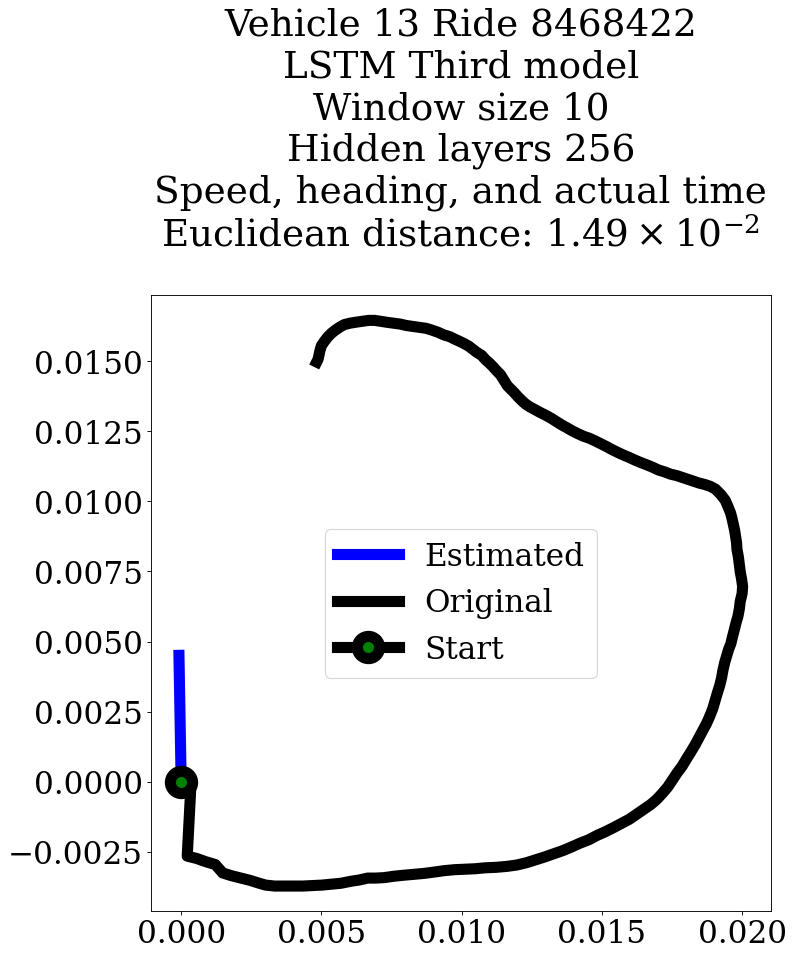 Vehicle 13 Ride 8468422
LSTM Third model
Window size 10
Hidden layers 256
Speed, heading, and actual time
Euclidean distance: 1.49 × 10⁻²
0.0150
0.0125
0.0100
0.0075
0.0050
0.0025
0.0000
−0.0025
Estimated
Original
Start
0.000 0.005 0.010 0.015 0.020